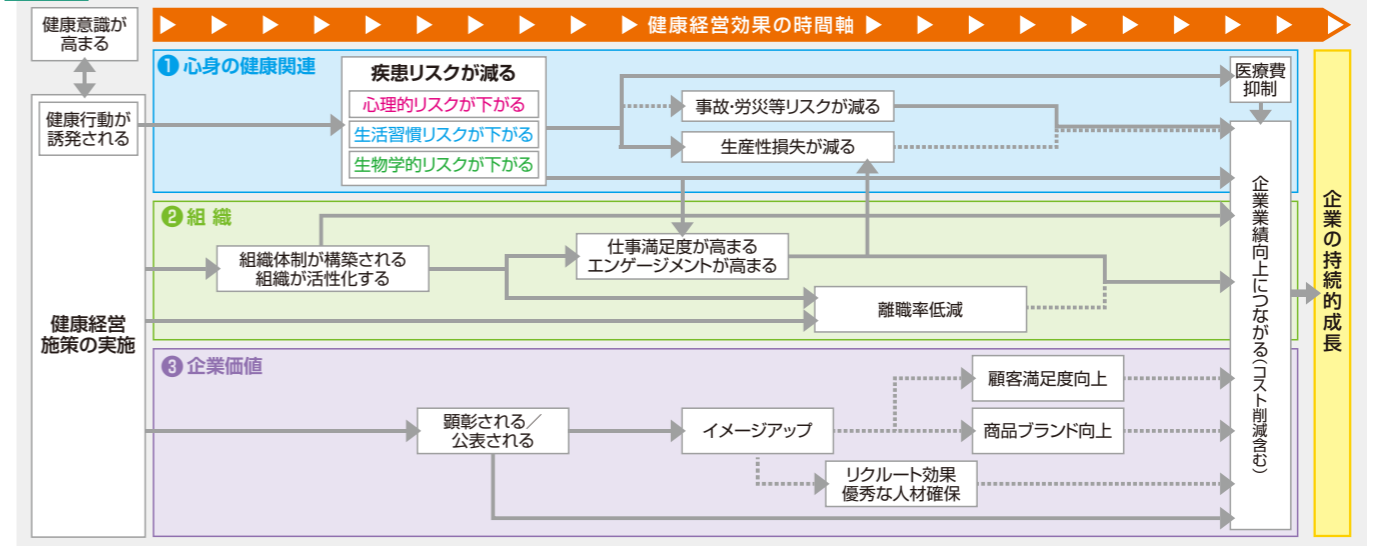 健康意識が
高まる
健康経営効果の時間軸
❶心身の健康関連
疾患リスクが減る
心理的リスクが下がる
生活習慣リスクが下がる
生物学的リスクが下がる
健康行動が
誘発される
事故・労災等リスクが減る
生産性損失が減る
医療費
抑制
❷組 織
組織体制が構築される
組織が活性化する
仕事満足度が高まる
エンゲージメントが高まる
離職率低減
健康経営
施策の実施
❸企業価値
顕彰される／
公表される
イメージアップ
顧客満足度向上
商品ブランド向上
リクルート効果
優秀な人材確保
企業業績向上につながる（コスト削減含む）
企業の持続的成長